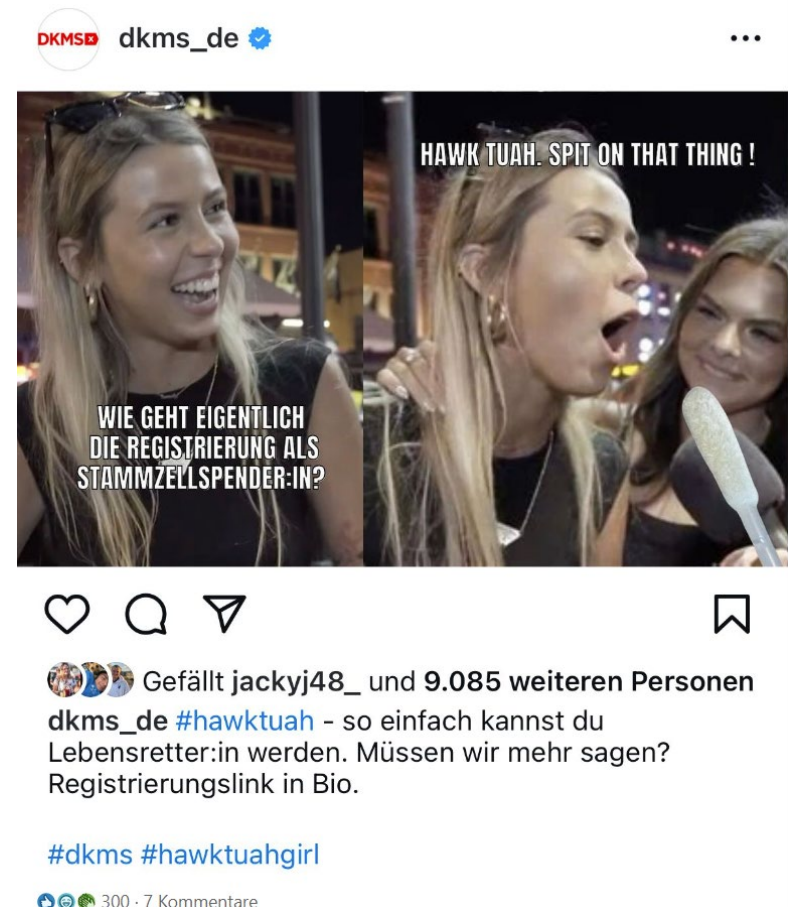 DKMS
dkms_de
WIE GEHT EIGENTLICH
DIE REGISTRIERUNG ALS
STAMMZELLSPENDER:IN?
HAWK TUAH. SPIT ON THAT THING !
Gefällt jackyj48_ und 9.085 weiteren Personen
dkms_de #hawktuah - so einfach kannst du
Lebensretter:in werden. Müssen wir mehr sagen?
Registrierungslink in Bio.
#dkms #hawktuahgirl
300 · 7 Kommentare